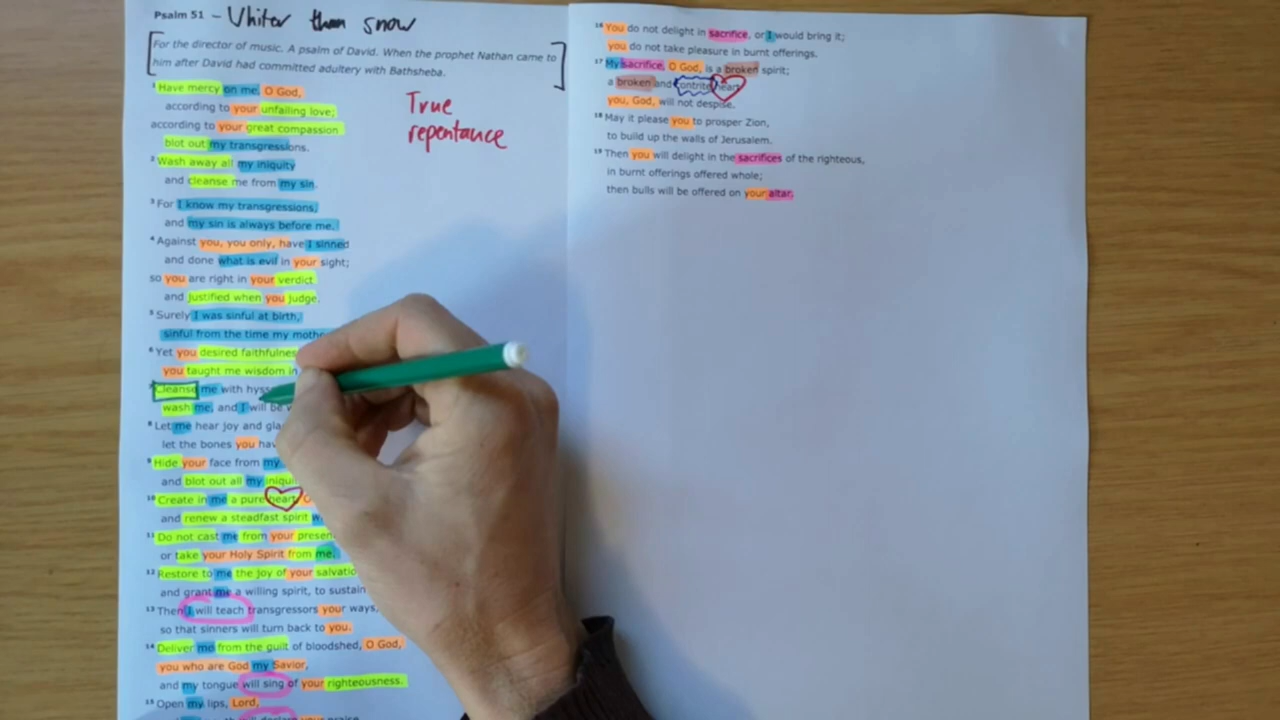 Psalm 51 – Whiter than snow
For the director of music. A psalm of David. When the prophet Nathan came to
him after David had committed adultery with Bathsheba.
True
repentance
1 Have mercy on me, O God,
according to your unfailing love;
according to your great compassion
blot out my transgressions.
2 Wash away all my iniquity
and cleanse me from my sin.
3 For I know my transgressions,
and my sin is always before me.
4 Against you, you only, have I sinned
and done what is evil in your sight;
so you are right in your verdict
and justified when you judge.
5 Surely I was sinful at birth,
sinful from the time my
6 Yet you desired faithfulness
you taught me wisdom in
7 Cleanse me with
wash me, and I will be
8 Let me hear joy and
let the bones you
9 Hide your face from my
and blot out all my
10 Create in me a pure heart,
and renew a steadfast spirit
11 Do not cast me from your
or take your Holy Spirit from me.
12 Restore to me the joy of your
and grant me a willing spirit, to sustain
13 Then I will teach transgressors your ways,
so that sinners will turn back to you.
14 Deliver me from the guilt of bloodshed, O God,
you who are God my Savior,
and my tongue will sing of your righteousness.
15 Open my lips, Lord,
16 You do not delight in sacrifice, or I would bring it;
you do not take pleasure in burnt offerings.
17 My sacrifice, O God, is a broken spirit;
a broken and contrite heart
you, God, will not despise.
18 May it please you to prosper Zion,
to build up the walls of Jerusalem.
19 Then you will delight in the sacrifices of the righteous,
in burnt offerings offered whole;
then bulls will be offered on your altar.